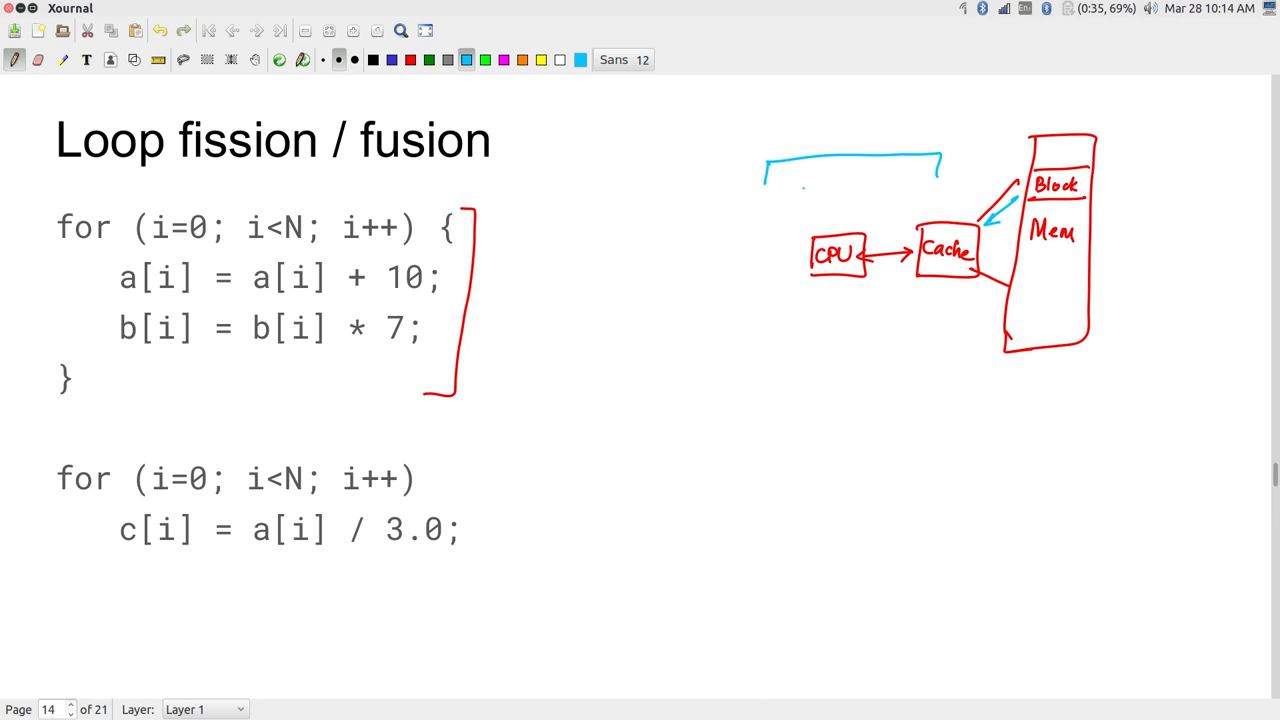 Xournal
(0:35, 69%) Mar 28 10:14 AM
En
T
Sans 12
Loop fission / fusion
for (i=0; i<N; i++) {
a[i] = a[i] + 10;
b[i] = b[i] * 7;
}
for (i=0; i<N; i++)
c[i] = a[i] / 3.0;
Block
Mem
CPU
Cache
Page 14 of 21 Layer: Layer 1